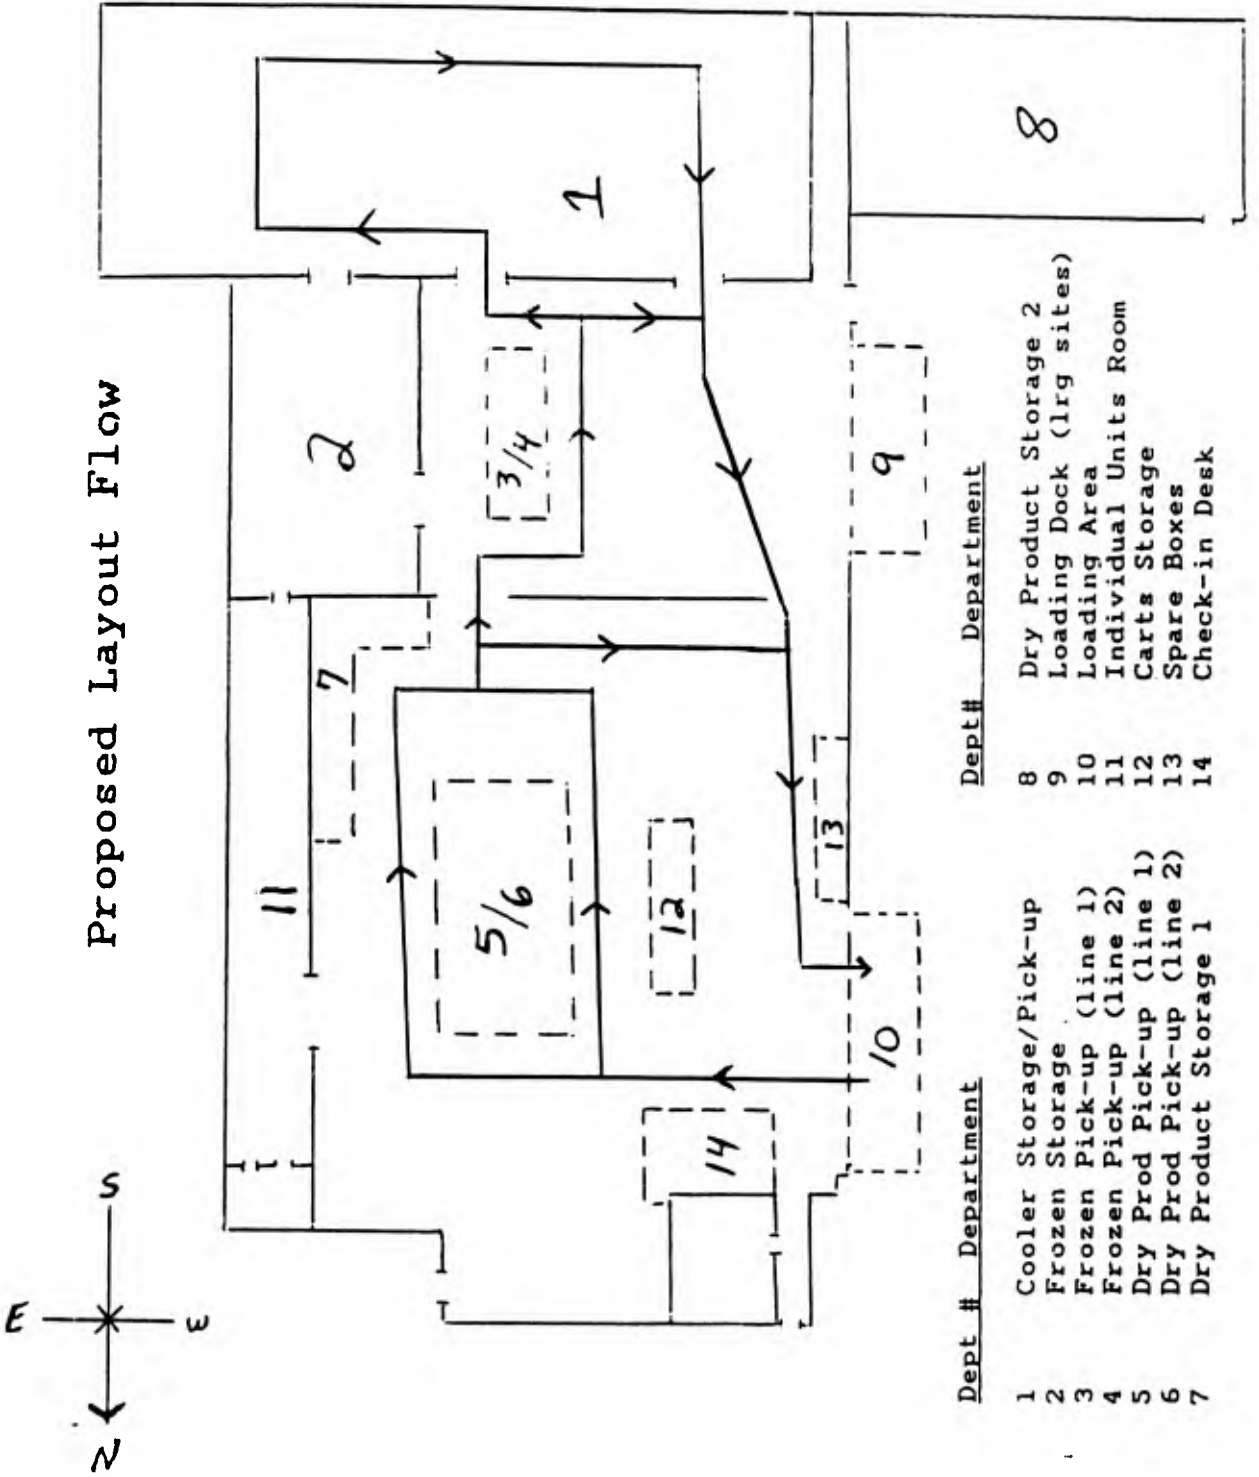 Proposed Layout Flow
N
S
E
W
1
2
3/4
5/6
7
8
9
10
11
12
13
14
Dept # Department
1 Cooler Storage/Pick-up
2 Frozen Storage
3 Frozen Pick-up (line 1)
4 Frozen Pick-up (line 2)
5 Dry Prod Pick-up (line 1)
6 Dry Prod Pick-up (line 2)
7 Dry Product Storage 1
Dept# Department
8 Dry Product Storage 2
9 Loading Dock (lrg sites)
10 Loading Area
11 Individual Units Room
12 Carts Storage
13 Spare Boxes
14 Check-in Desk